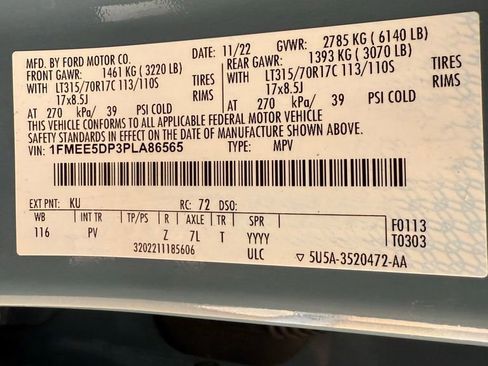 MFD. BY FORD MOTOR CO. 11/22 GVWR: 2785 KG ( 6140 LB)
FRONT GAWR: 1461 KG ( 3220 LB) REAR GAWR: 1393 KG ( 3070 LB)
WITH LT315/70R17C 113/110S TIRES WITH LT315/70R17C 113/110S TIRES
17x8.5J RIMS 17x8.5J RIMS
AT 270 kPa/ 39 PSI COLD AT 270 kPa/ 39 PSI COLD
THIS VEHICLE CONFORMS TO ALL APPLICABLE FEDERAL MOTOR VEHICLE
SAFETY STANDARDS IN EFFECT ON THE DATE OF MANUFACTURE SHOWN ABOVE.
VIN: 1FMEE5DP3PLA86565 TYPE: MPV
EXT PNT: KU RC: 72 DSO:
WB INT TR TP/PS R AXLE TR SPR F0113
116 PV Z 7L T YYYY T0303
3202211185606 ULC ▽ 5U5A-3520472-AA